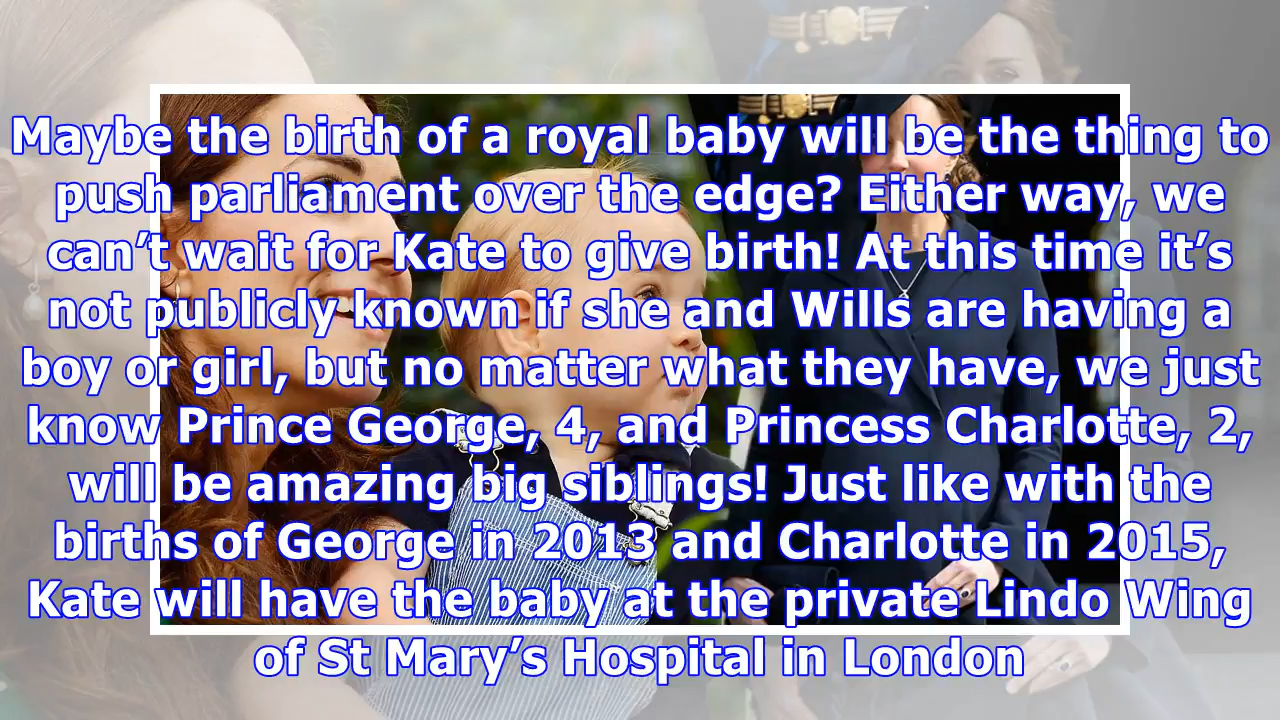 Maybe the birth of a royal baby will be the thing to
push parliament over the edge? Either way, we
can’t wait for Kate to give birth! At this time it’s
not publicly known if she and Wills are having a
boy or girl, but no matter what they have, we just
know Prince George, 4, and Princess Charlotte, 2,
will be amazing big siblings! Just like with the
births of George in 2013 and Charlotte in 2015,
Kate will have the baby at the private Lindo Wing
of St Mary’s Hospital in London